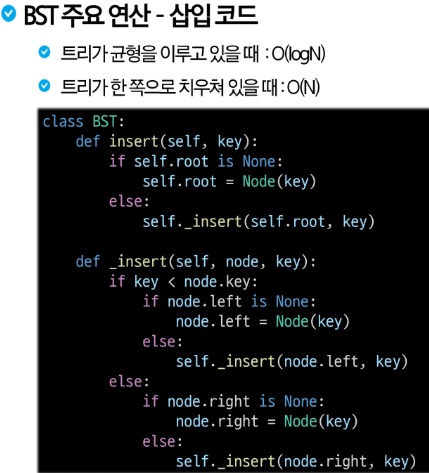 BST 주요 연산 - 삽입 코드
트리가 균형을 이루고 있을 때 : O(logN)
트리가 한 쪽으로 치우쳐 있을 때 : O(N)
class BST:
    def insert(self, key):
        if self.root is None:
            self.root = Node(key)
        else:
            self._insert(self.root, key)

    def _insert(self, node, key):
        if key < node.key:
            if node.left is None:
                node.left = Node(key)
            else:
                self._insert(node.left, key)
        else:
            if node.right is None:
                node.right = Node(key)
            else:
                self._insert(node.right, key)